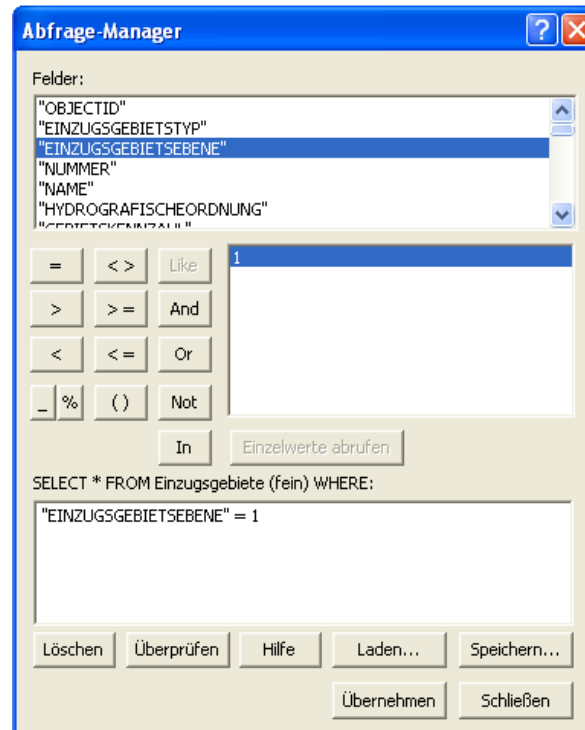 Abfrage-Manager
Felder:
"OBJECTID"
"EINZUGSGEBIETSTYP"
"EINZUGSGEBIETSEBENE"
"NUMMER"
"NAME"
"HYDROGRAFISCHEORDNUNG"
"GEBIETSKENNZAHL"
= < > Like
1
> > = And
< < = Or
_ % ( ) Not
In Einzelwerte abrufen
SELECT * FROM Einzugsgebiete (fein) WHERE:
"EINZUGSGEBIETSEBENE" = 1
Löschen Überprüfen Hilfe Laden... Speichern...
Übernehmen Schließen